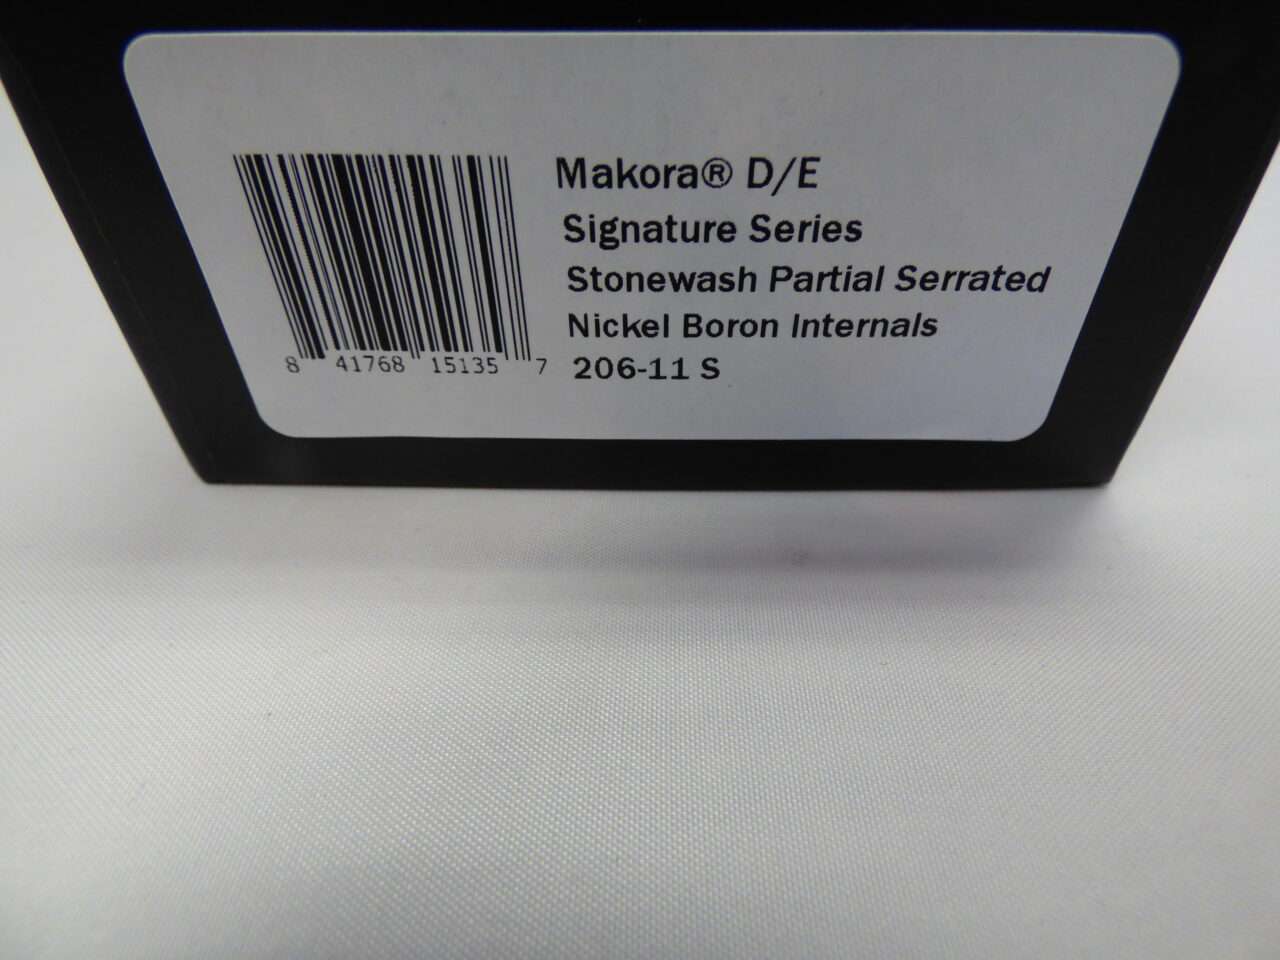 Makora® D/E
Signature Series
Stonewash Partial Serrated
Nickel Boron Internals
206-11 S
8 41768 15135 7